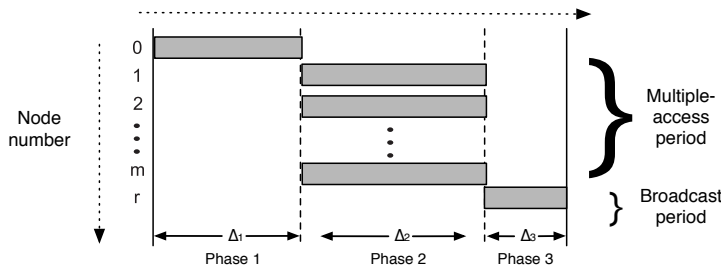 0
1
2
m
r
Node
number
Multiple-
access
period
Broadcast
period
Δ1
Δ2
Δ3
Phase 1
Phase 2
Phase 3